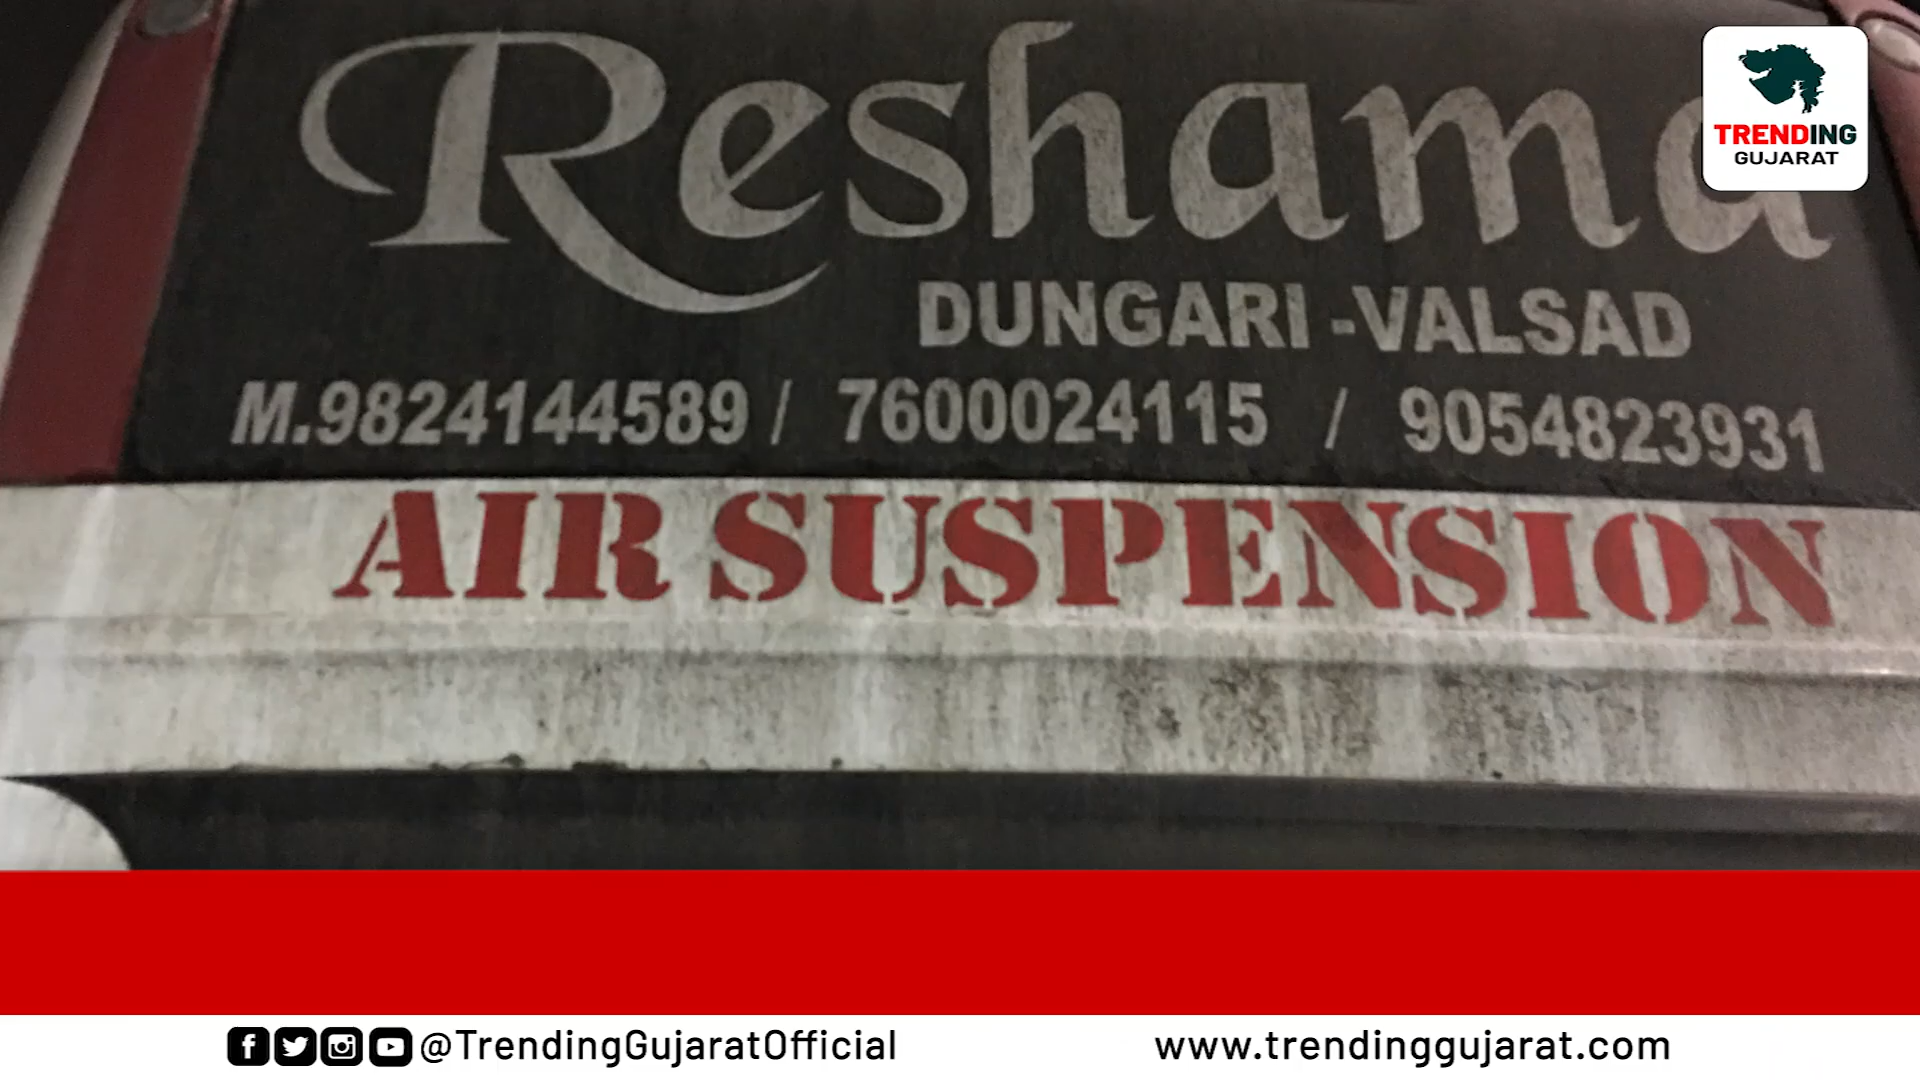 Reshama
TRENDING
GUJARAT
DUNGARI -VALSAD
M.9824144589 / 7600024115 / 9054823931
AIR SUSPENSION
@TrendingGujaratOfficial
www.trendinggujarat.com